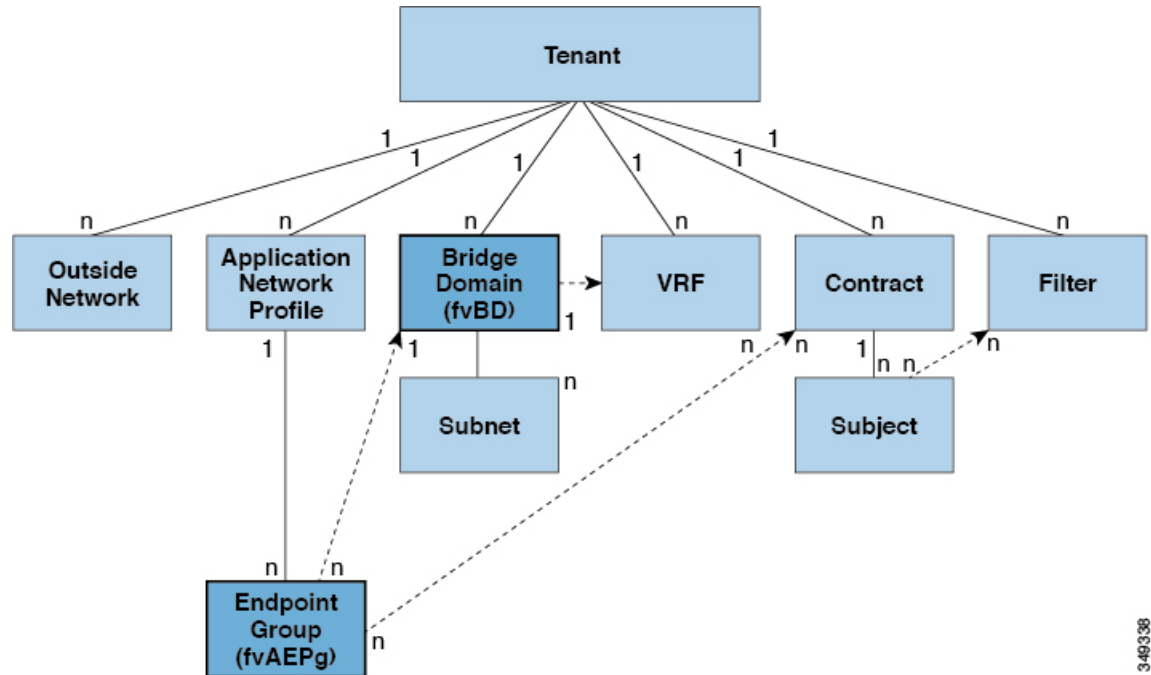 Tenant
1
1
1
1
1
1
n
n
n
n
n
n
Outside
Network
Application
Network
Profile
Bridge
Domain
(fvBD)
VRF
Contract
Filter
1
1
1
n
n
1
n
n
n
n
Subnet
Subject
n
n
Endpoint
Group
(fvAEPg)
n
349338